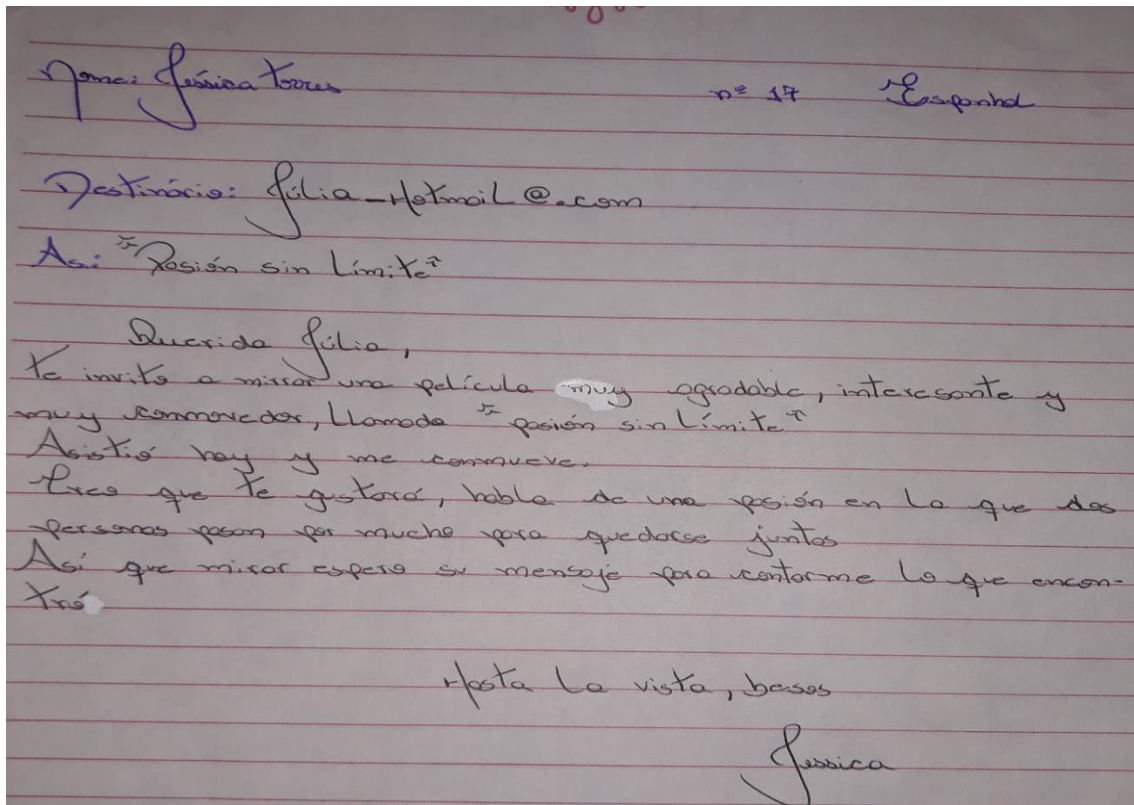 Nome: Jéssica Torres nº 17 Espanhol
Destinário: Júlia_Hotmail@.com
As: "Pasión sin Límite"
Querida Júlia,
te invito a mirrar una película muy agradable, interesante y
muy conmovedor, Llamada "pasión sin Límite"
Asistió hoy y me conmueve.
Creo que te gustará, habla de una pasión en la que dos
personas pasan por mucho para quedarse juntos
Así que mirar espero su mensaje para contarme lo que encon-
tró
Hasta la vista, besos
Jessica